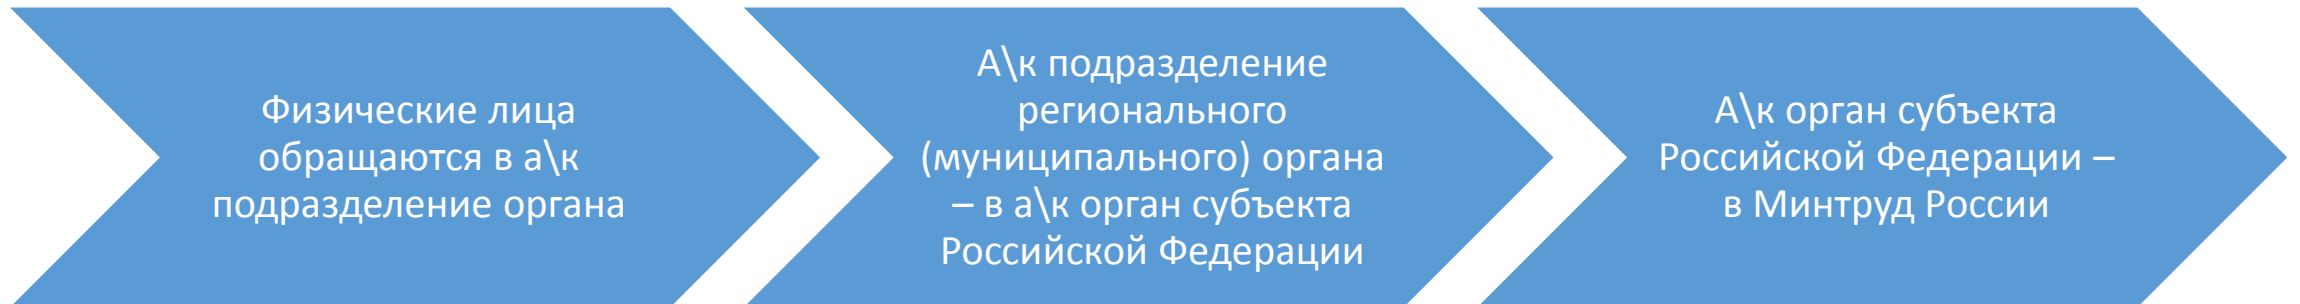 Физические лица
обращаются в а\к
подразделение органа
А\к подразделение
регионального
(муниципального) органа
– в а\к орган субъекта
Российской Федерации
А\к орган субъекта
Российской Федерации –
в Минтруд России